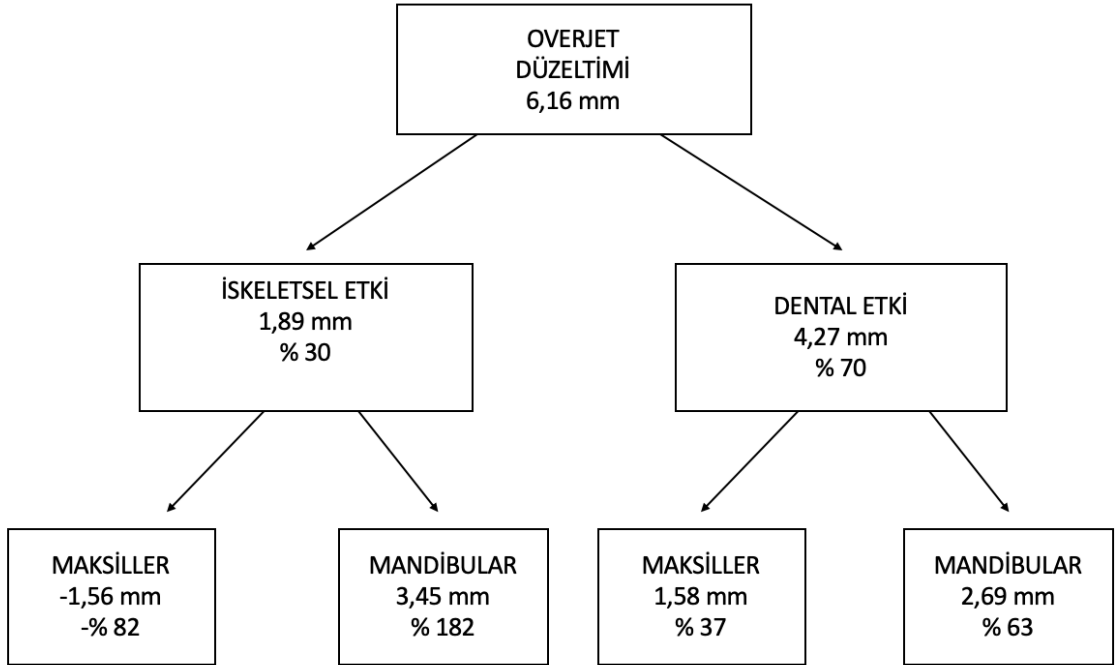 OVERJET
DÜZELTİMİ
6,16 mm
İSKELETSEL ETKİ
1,89 mm
% 30
DENTAL ETKİ
4,27 mm
% 70
MAKSİLLER
-1,56 mm
-% 82
MANDİBULAR
3,45 mm
% 182
MAKSİLLER
1,58 mm
% 37
MANDİBULAR
2,69 mm
% 63